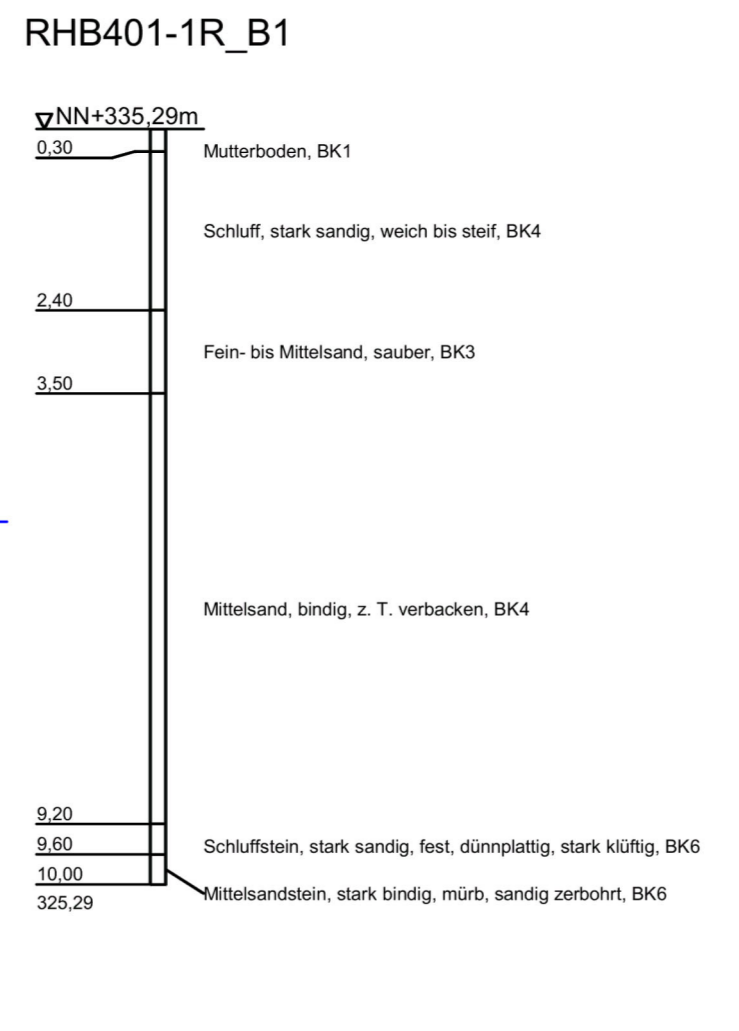 RHB401-1R_B1
NN+335,29m
0,30
Mutterboden, BK1
Schluff, stark sandig, weich bis steif, BK4
2,40
Fein- bis Mittelsand, sauber, BK3
3,50
Mittelsand, bindig, z. T. verbacken, BK4
9,20
9,60
Schluffstein, stark sandig, fest, dünnplattig, stark klüftig, BK6
10,00
Mittelsandstein, stark bindig, mürb, sandig zerbohrt, BK6
325,29